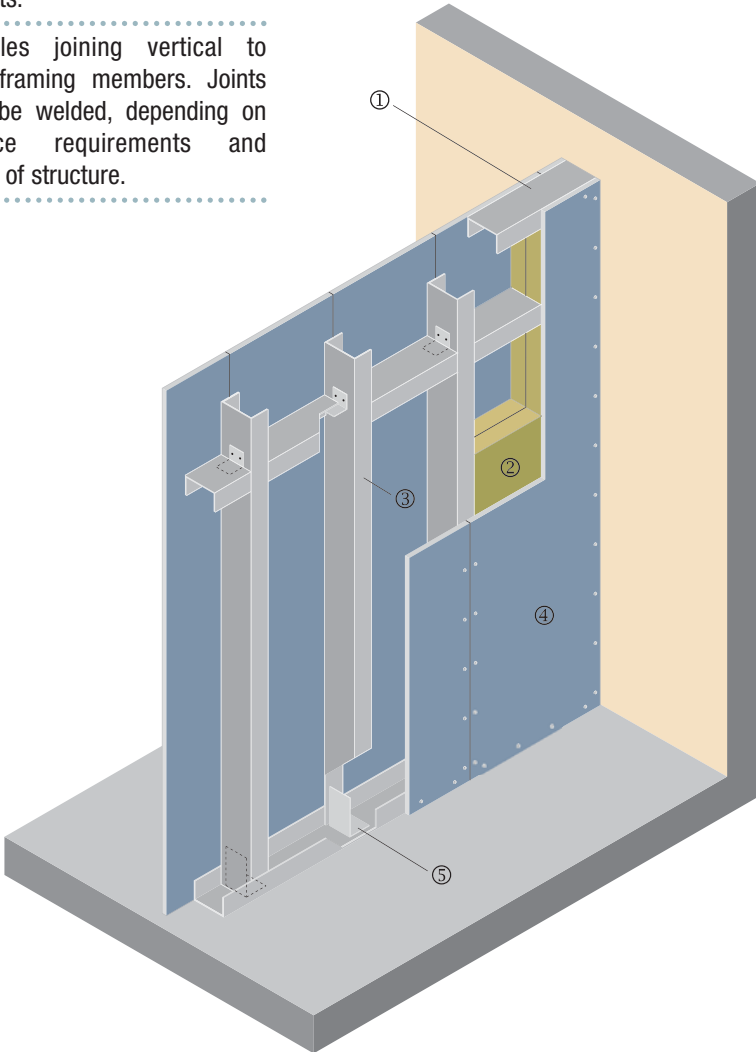 ts.
les joining vertical to
framing members. Joints
be welded, depending on
ce requirements and
of structure.
①
②
③
④
⑤